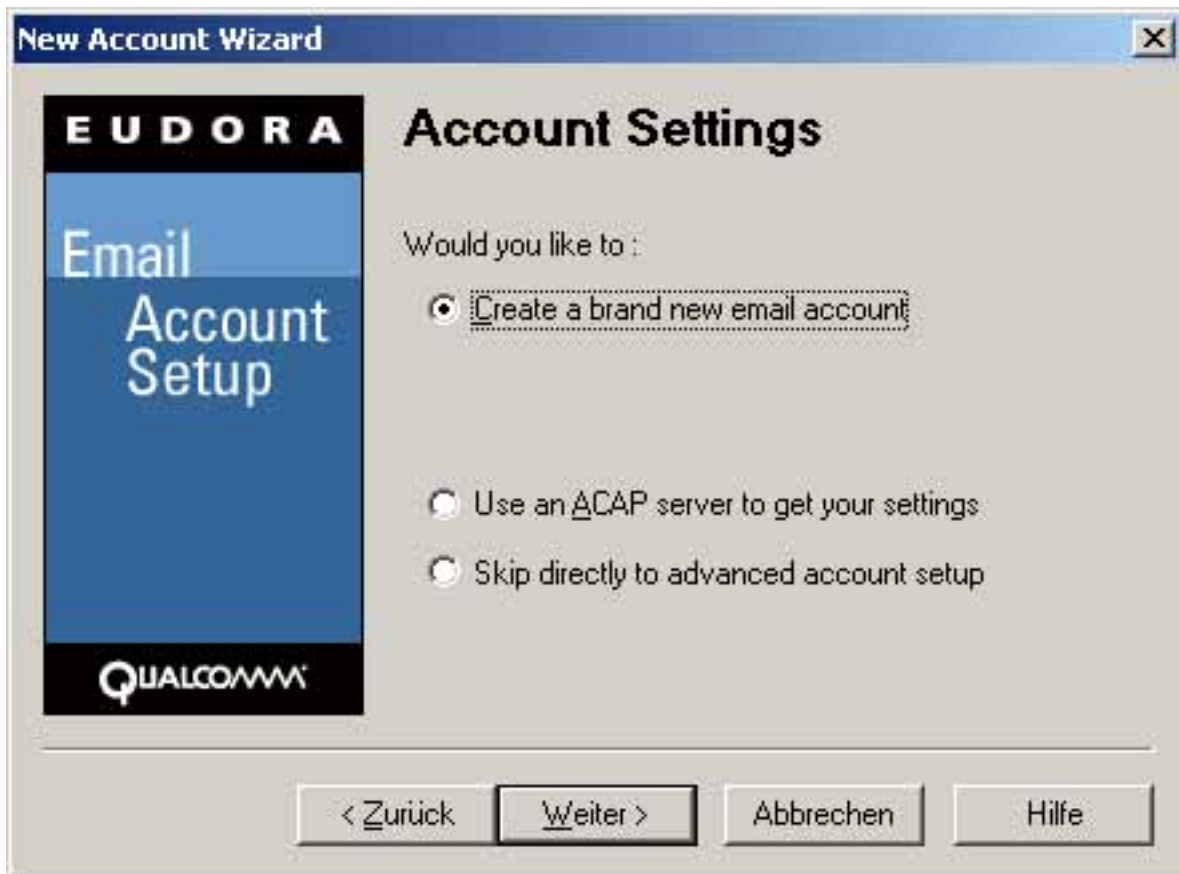 New Account Wizard
EUDORA
Email
Account
Setup
QUALCOMM
Account Settings
Would you like to :
Create a brand new email account
Use an ACAP server to get your settings
Skip directly to advanced account setup
< Zurück
Weiter >
Abbrechen
Hilfe